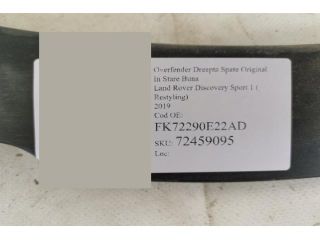 Overfender Dreapta Spate Original
In Stare Buna
Land Rover Discovery Sport 1 (
Restyling)
2019
Cod OE:
FK72290E22AD
SKU: 72459095
Loc: